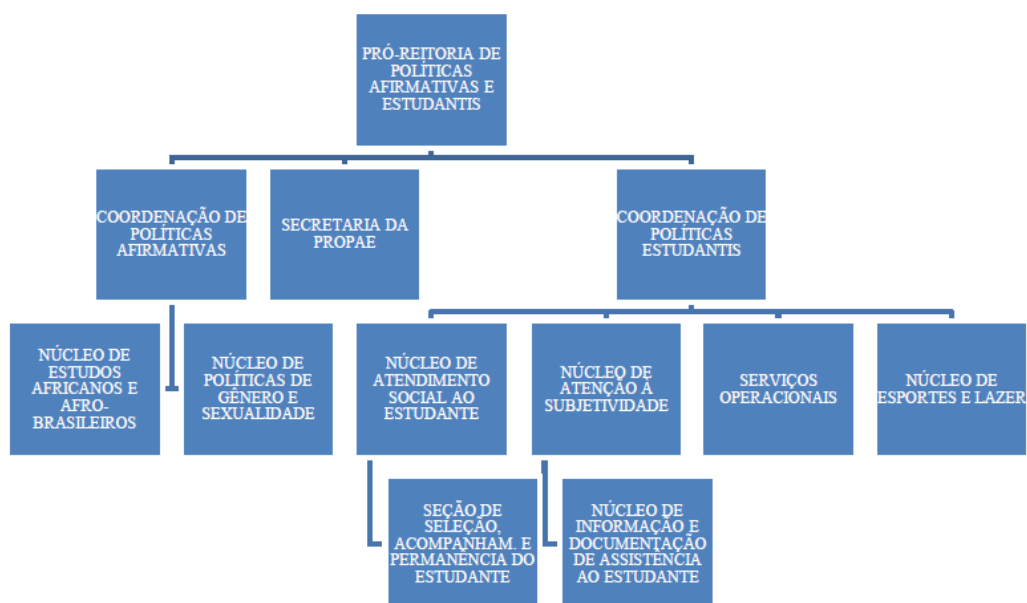 PRÓ-REITORIA DE
POLÍTICAS
AFIRMATIVAS E
ESTUDANTIS
COORDENAÇÃO DE
POLÍTICAS
AFIRMATIVAS
SECRETARIA DA
PROPAE
COORDENAÇÃO DE
POLÍTICAS
ESTUDANTIS
NÚCLEO DE
ESTUDOS
AFRICANOS E
AFRO-
BRASILEIROS
NÚCLEO DE
POLÍTICAS DE
GÊNERO E
SEXUALIDADE
NÚCLEO DE
ATENDIMENTO
SOCIAL AO
ESTUDANTE
NÚCLEO DE
ATENÇÃO À
SUBJETIVIDADE
SERVIÇOS
OPERACIONAIS
NÚCLEO DE
ESPORTES E LAZER
SEÇÃO DE
SELEÇÃO,
ACOMPANHAM. E
PERMANÊNCIA DO
ESTUDANTE
NÚCLEO DE
INFORMAÇÃO E
DOCUMENTAÇÃO
DE ASSISTÊNCIA
AO ESTUDANTE